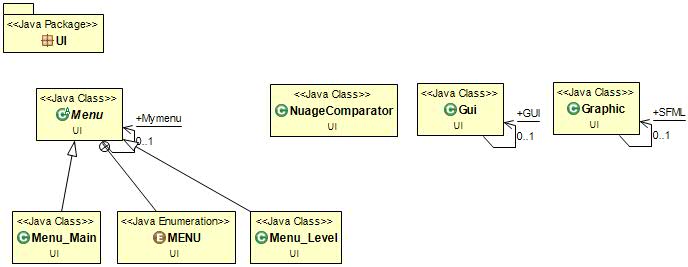 <<Java Package>>
UI
<<Java Class>>
Menu
UI
+Mymenu
0..1
<<Java Class>>
NuageComparator
UI
<<Java Class>>
Gui
UI
+GUI
0..1
<<Java Class>>
Graphic
UI
+SFML
0..1
<<Java Class>>
Menu_Main
UI
<<Java Enumeration>>
MENU
UI
<<Java Class>>
Menu_Level
UI